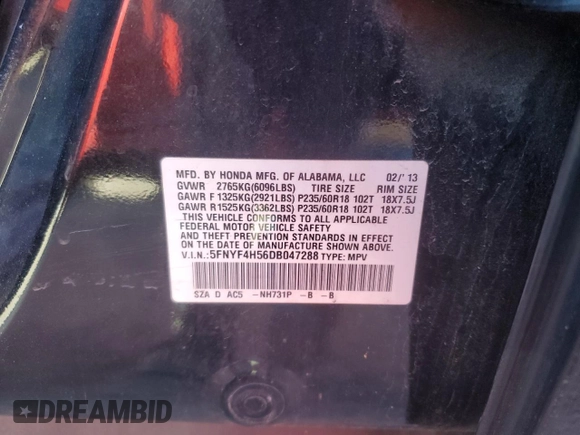 MFD. BY HONDA MFG. OF ALABAMA, LLC 02/'13
GVWR 2765KG(6096LBS) TIRE SIZE RIM SIZE
GAWR F 1325KG(2921LBS) P235/60R18 102T 18X7.5J
GAWR R 1525KG(3362LBS) P235/60R18 102T 18X7.5J
THIS VEHICLE CONFORMS TO ALL APPLICABLE
FEDERAL MOTOR VEHICLE SAFETY
AND THEFT PREVENTION STANDARDS IN EFFECT
ON THE DATE OF MANUFACTURE SHOWN ABOVE.
V.I.N.:5FNYF4H56DB047288 TYPE: MPV
SZA D AC5 -NH731P -B -B
DREAMBID